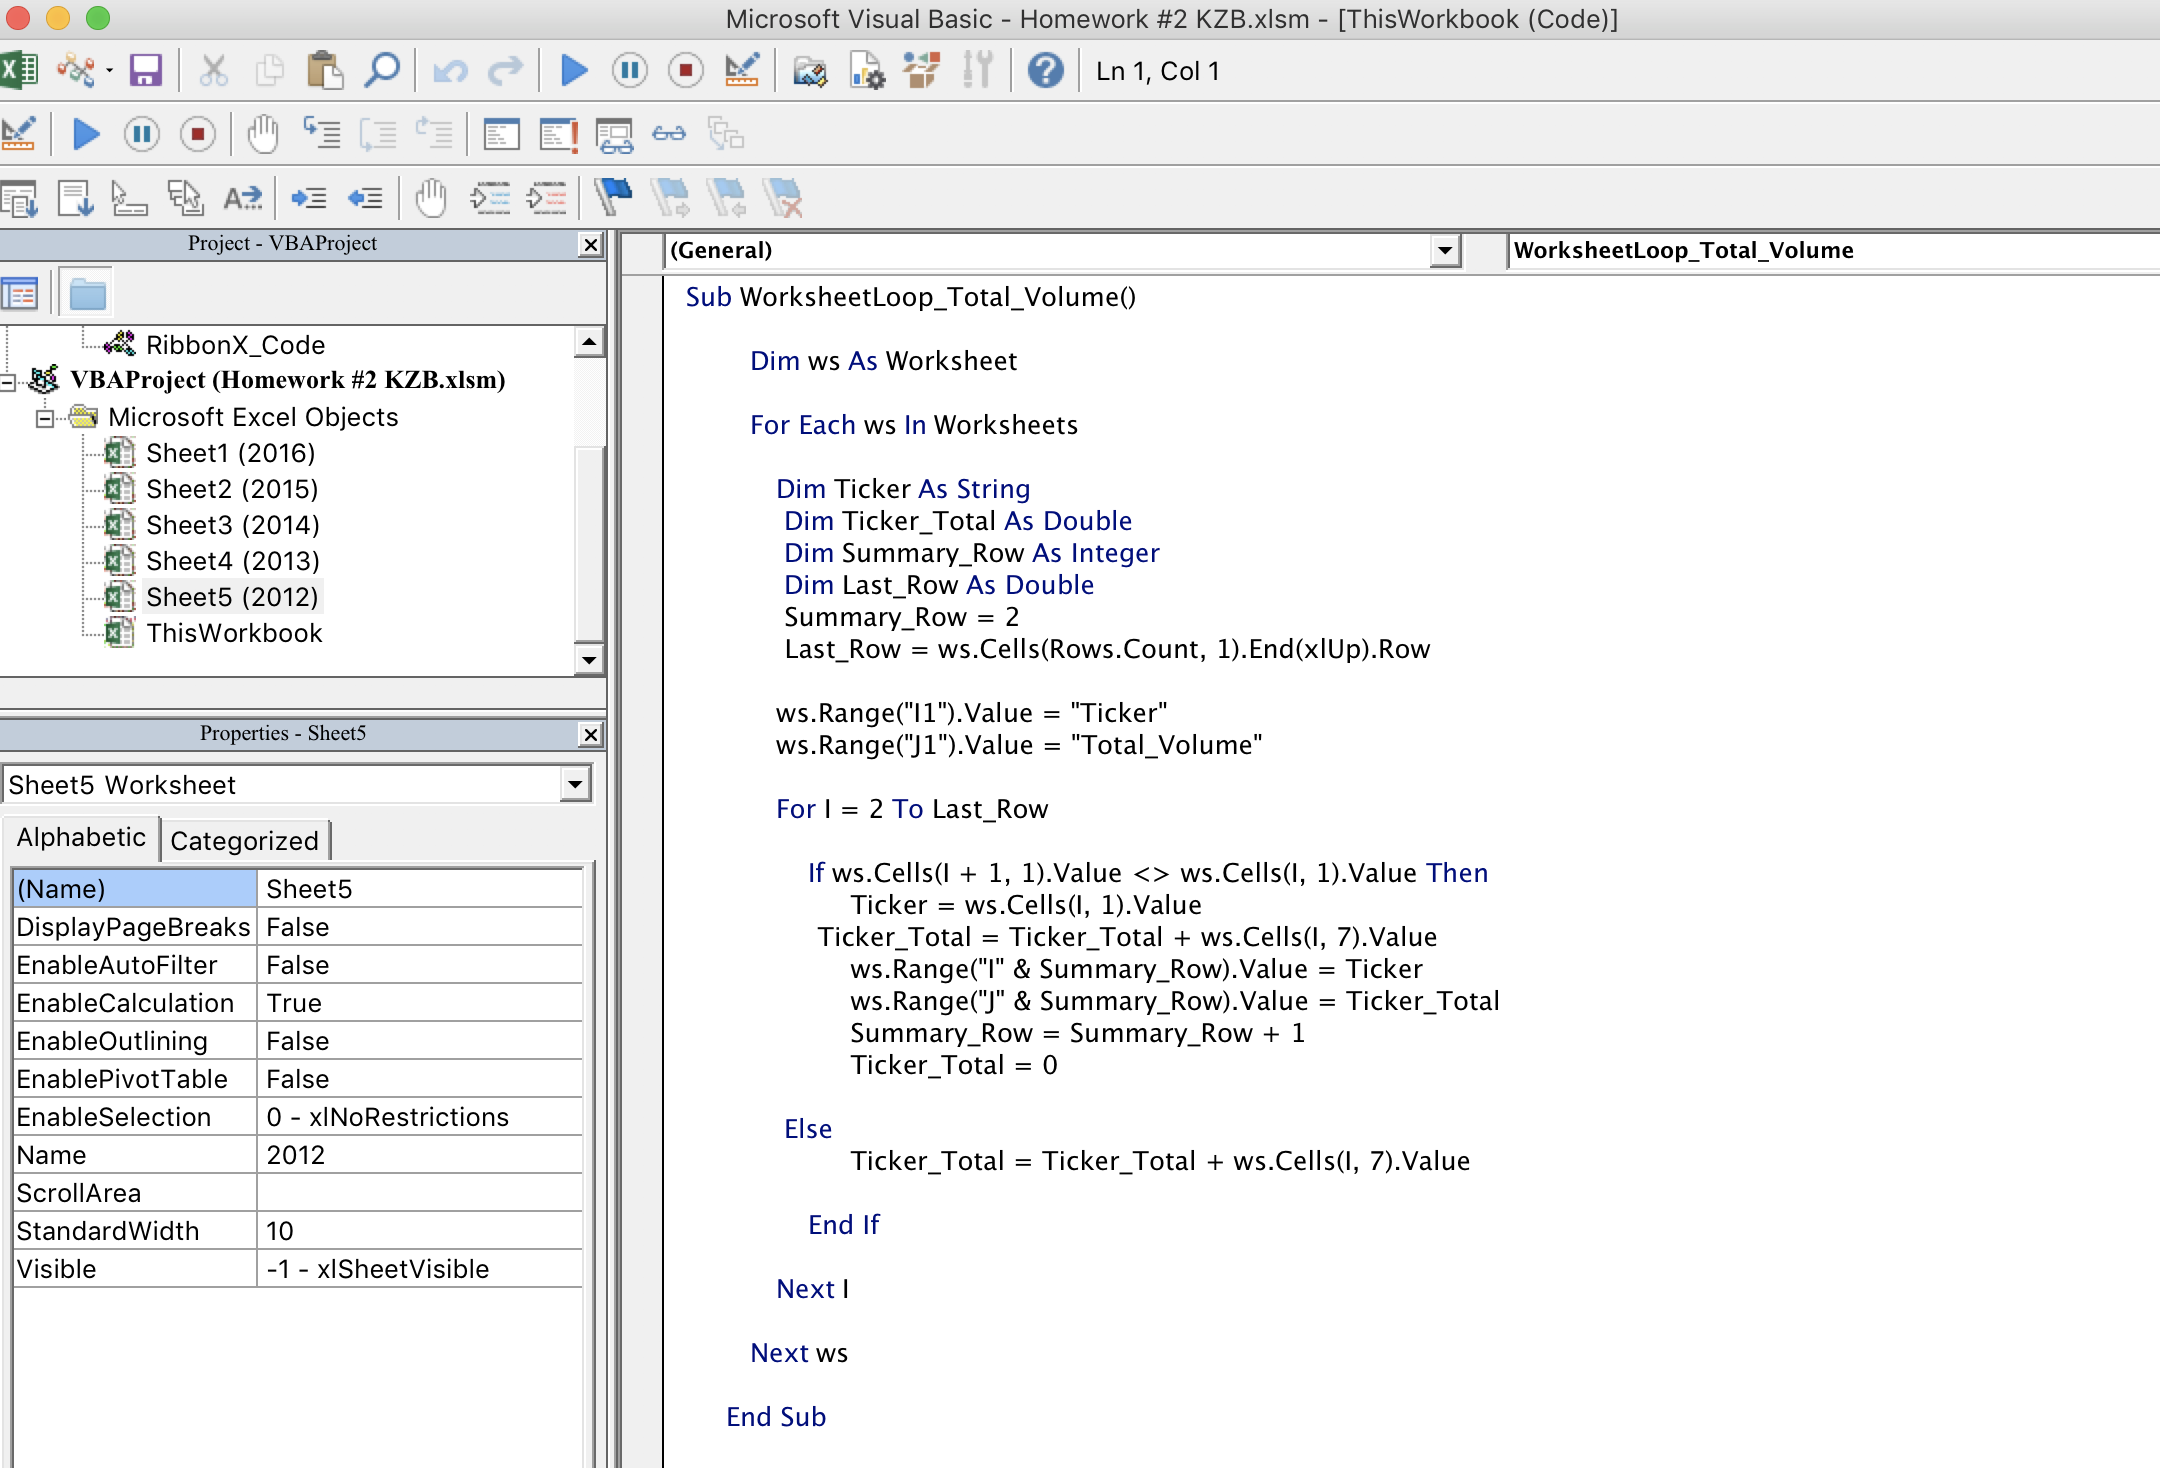 Microsoft Visual Basic - Homework #2 KZB.xlsm - [ThisWorkbook (Code)]
Ln 1, Col 1
Project - VBAProject
RibbonX_Code
VBAProject (Homework #2 KZB.xlsm)
Microsoft Excel Objects
Sheet1 (2016)
Sheet2 (2015)
Sheet3 (2014)
Sheet4 (2013)
Sheet5 (2012)
ThisWorkbook
Properties - Sheet5
Sheet5 Worksheet
Alphabetic Categorized
(Name) Sheet5
DisplayPageBreaks False
EnableAutoFilter False
EnableCalculation True
EnableOutlining False
EnablePivotTable False
EnableSelection 0 - xlNoRestrictions
Name 2012
ScrollArea
StandardWidth 10
Visible -1 - xlSheetVisible
(General) WorksheetLoop_Total_Volume
Sub WorksheetLoop_Total_Volume()
Dim ws As Worksheet
For Each ws In Worksheets
Dim Ticker As String
Dim Ticker_Total As Double
Dim Summary_Row As Integer
Dim Last_Row As Double
Summary_Row = 2
Last_Row = ws.Cells(Rows.Count, 1).End(xlUp).Row
ws.Range("I1").Value = "Ticker"
ws.Range("J1").Value = "Total_Volume"
For I = 2 To Last_Row
If ws.Cells(I + 1, 1).Value <> ws.Cells(I, 1).Value Then
Ticker = ws.Cells(I, 1).Value
Ticker_Total = Ticker_Total + ws.Cells(I, 7).Value
ws.Range("I" & Summary_Row).Value = Ticker
ws.Range("J" & Summary_Row).Value = Ticker_Total
Summary_Row = Summary_Row + 1
Ticker_Total = 0
Else
Ticker_Total = Ticker_Total + ws.Cells(I, 7).Value
End If
Next I
Next ws
End Sub